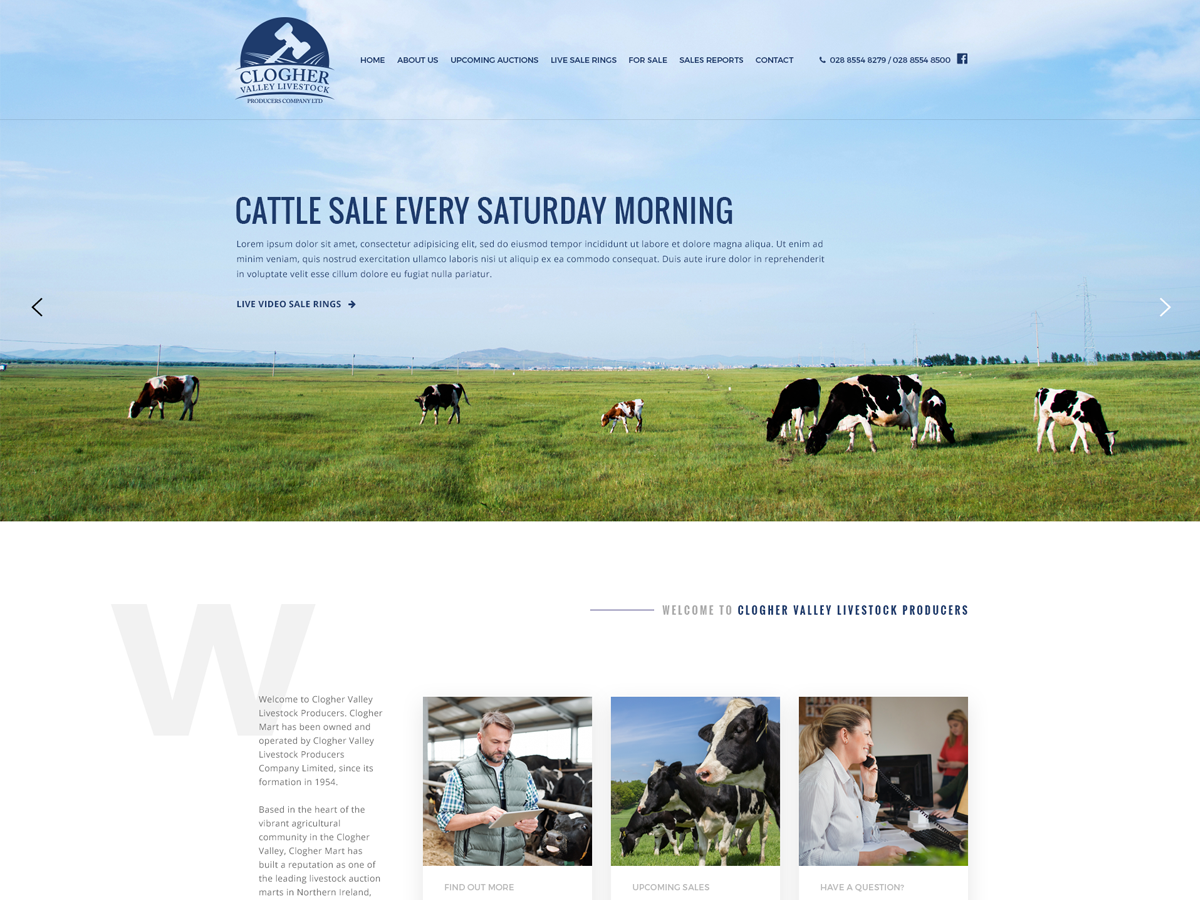 CLOGHER
VALLEY LIVESTOCK
PRODUCERS COMPANY LTD
HOME ABOUT US UPCOMING AUCTIONS LIVE SALE RINGS FOR SALE SALES REPORTS CONTACT 028 8554 8279 / 028 8554 8500
CATTLE SALE EVERY SATURDAY MORNING
Lorem ipsum dolor sit amet, consectetur adipisicing elit, sed do eiusmod tempor incididunt ut labore et dolore magna aliqua. Ut enim ad
minim veniam, quis nostrud exercitation ullamco laboris nisi ut aliquip ex ea commodo consequat. Duis aute irure dolor in reprehenderit
in voluptate velit esse cillum dolore eu fugiat nulla pariatur.
LIVE VIDEO SALE RINGS
WELCOME TO CLOGHER VALLEY LIVESTOCK PRODUCERS
W
Welcome to Clogher Valley
Livestock Producers. Clogher
Mart has been owned and
operated by Clogher Valley
Livestock Producers
Company Limited, since its
formation in 1954.
Based in the heart of the
vibrant agricultural
community in the Clogher
Valley, Clogher Mart has
built a reputation as one of
the leading livestock auction
marts in Northern Ireland,
FIND OUT MORE
UPCOMING SALES
HAVE A QUESTION?